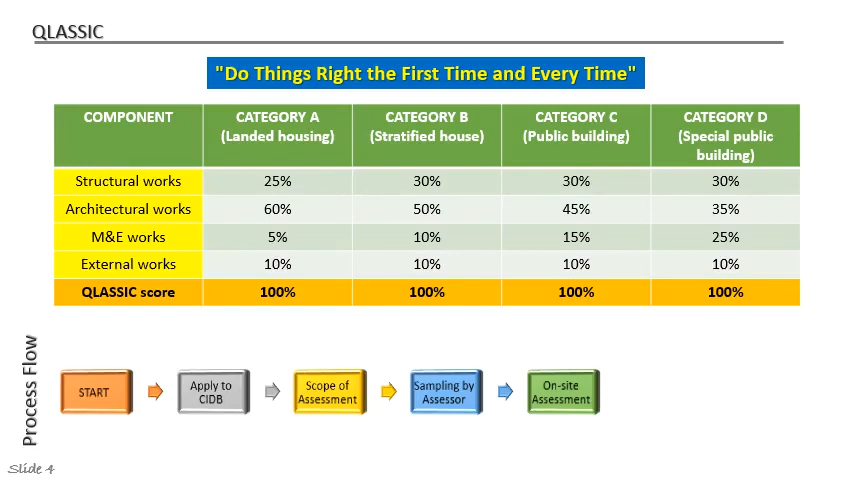 QLASSIC
"Do Things Right the First Time and Every Time"
COMPONENT CATEGORY A (Landed housing) CATEGORY B (Stratified house) CATEGORY C (Public building) CATEGORY D (Special public building)
Structural works 25% 30% 30% 30%
Architectural works 60% 50% 45% 35%
M&E works 5% 10% 15% 25%
External works 10% 10% 10% 10%
QLASSIC score 100% 100% 100% 100%
Process Flow
START
Apply to
CIDB
Scope of
Assessment
Sampling by
Assessor
On-site
Assessment
Slide 4